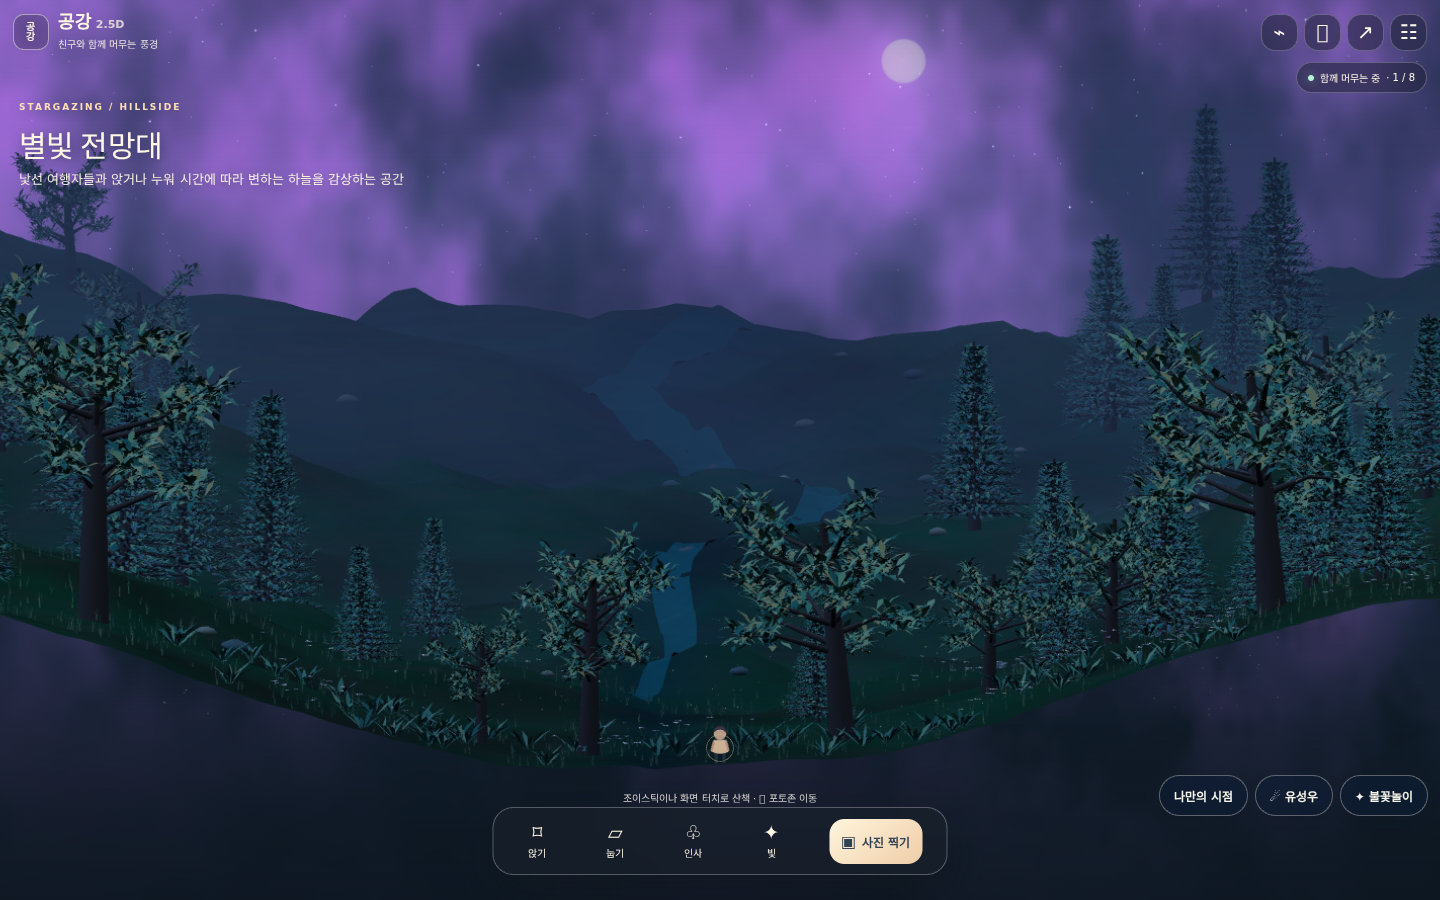 공강
공강 2.5D
친구와 함께 머무는 풍경
함께 머무는 중 · 1 / 8
STARGAZING / HILLSIDE
별빛 전망대
낯선 여행자들과 앉거나 누워 시간에 따라 변하는 하늘을 감상하는 공간
나만의 시점
유성우
불꽃놀이
조이스틱이나 화면 터치로 산책 · 포토존 이동
앉기
눕기
인사
빛
사진 찍기